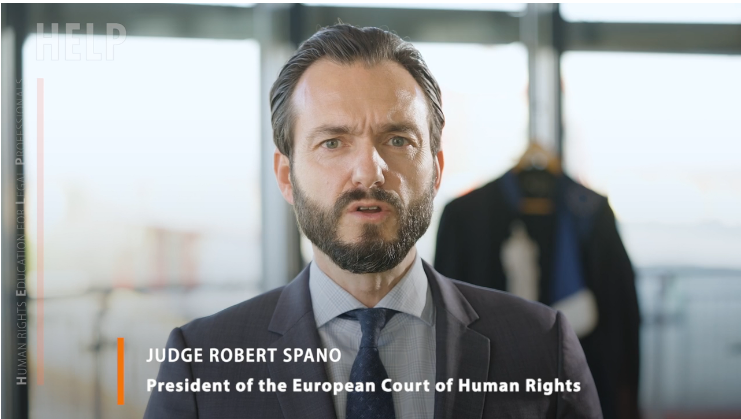 HELP
HUMAN RIGHTS EDUCATION FOR LEGAL PROFESSIONALS
JUDGE ROBERT SPANO
President of the European Court of Human Rights